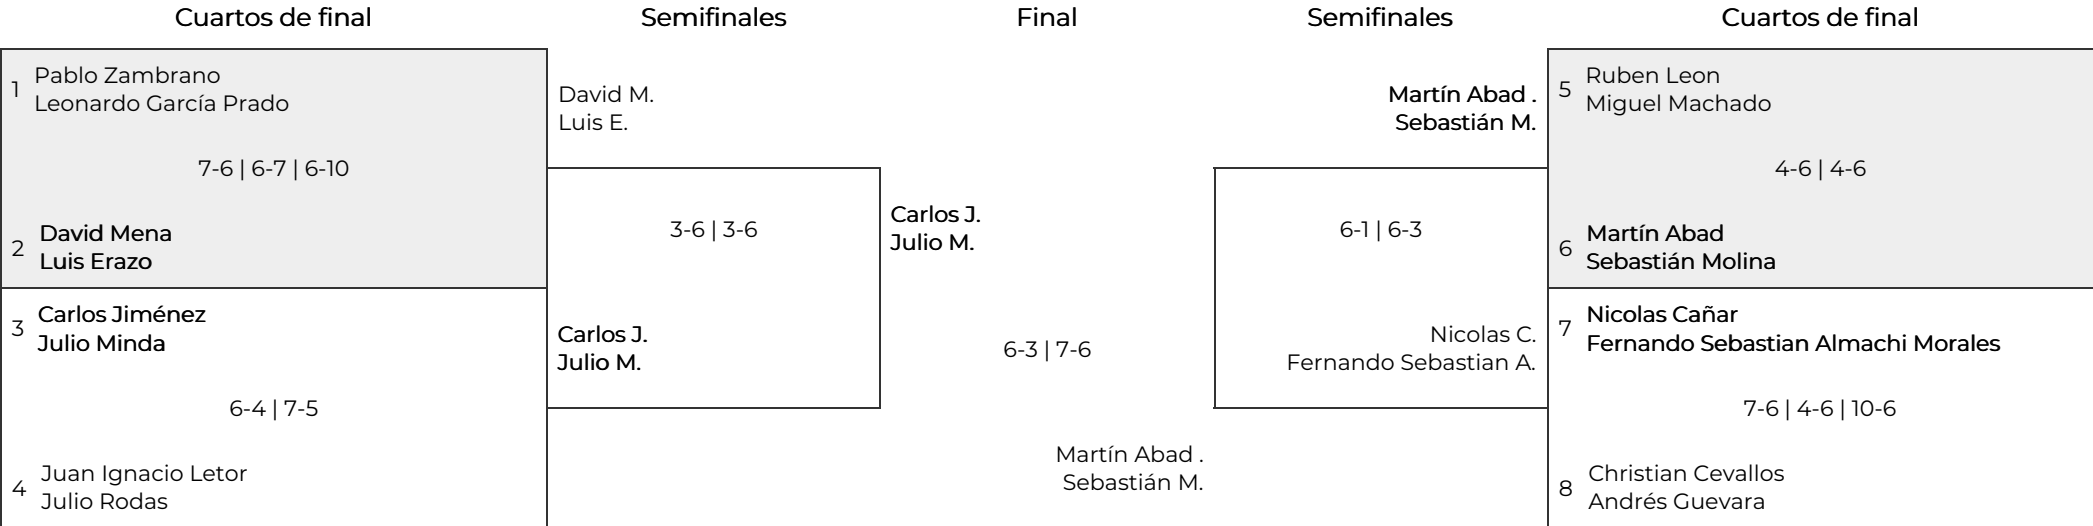 Cuartos de final
Semifinales
Final
Semifinales
Cuartos de final
1
Pablo Zambrano
Leonardo García Prado
7-6 | 6-7 | 6-10
2
David Mena
Luis Erazo
3
Carlos Jiménez
Julio Minda
6-4 | 7-5
4
Juan Ignacio Letor
Julio Rodas
David M.
Luis E.
3-6 | 3-6
Carlos J.
Julio M.
Carlos J.
Julio M.
6-3 | 7-6
Martín Abad .
Sebastián M.
Martín Abad .
Sebastián M.
6-1 | 6-3
Nicolas C.
Fernando Sebastian A.
5
Ruben Leon
Miguel Machado
4-6 | 4-6
6
Martín Abad
Sebastián Molina
7
Nicolas Cañar
Fernando Sebastian Almachi Morales
7-6 | 4-6 | 10-6
8
Christian Cevallos
Andrés Guevara